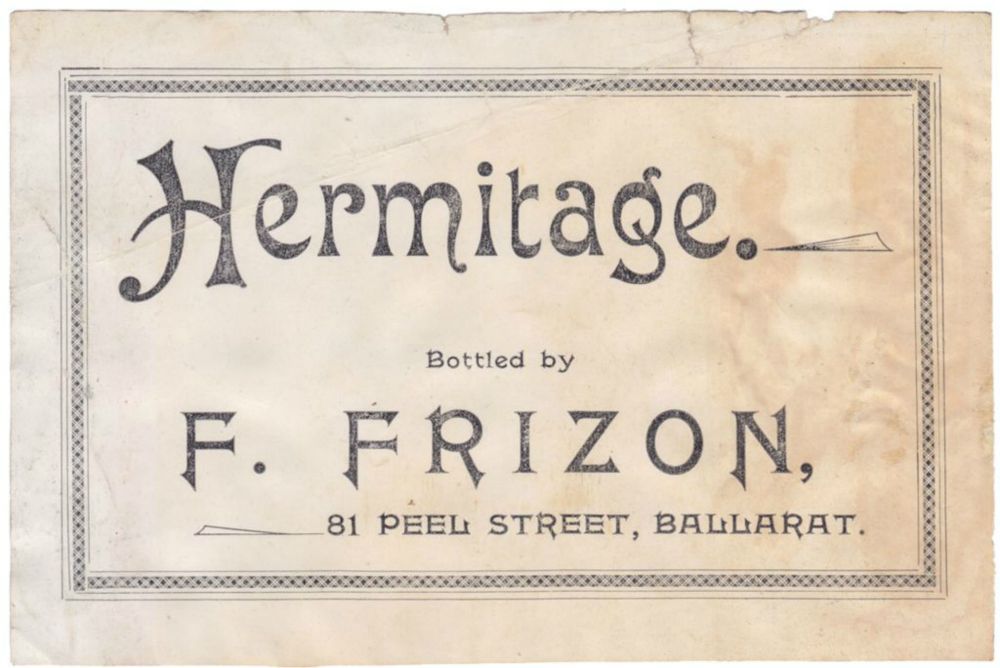 Hermitage.
Bottled by
F. FRIZON,
81 PEEL STREET, BALLARAT.